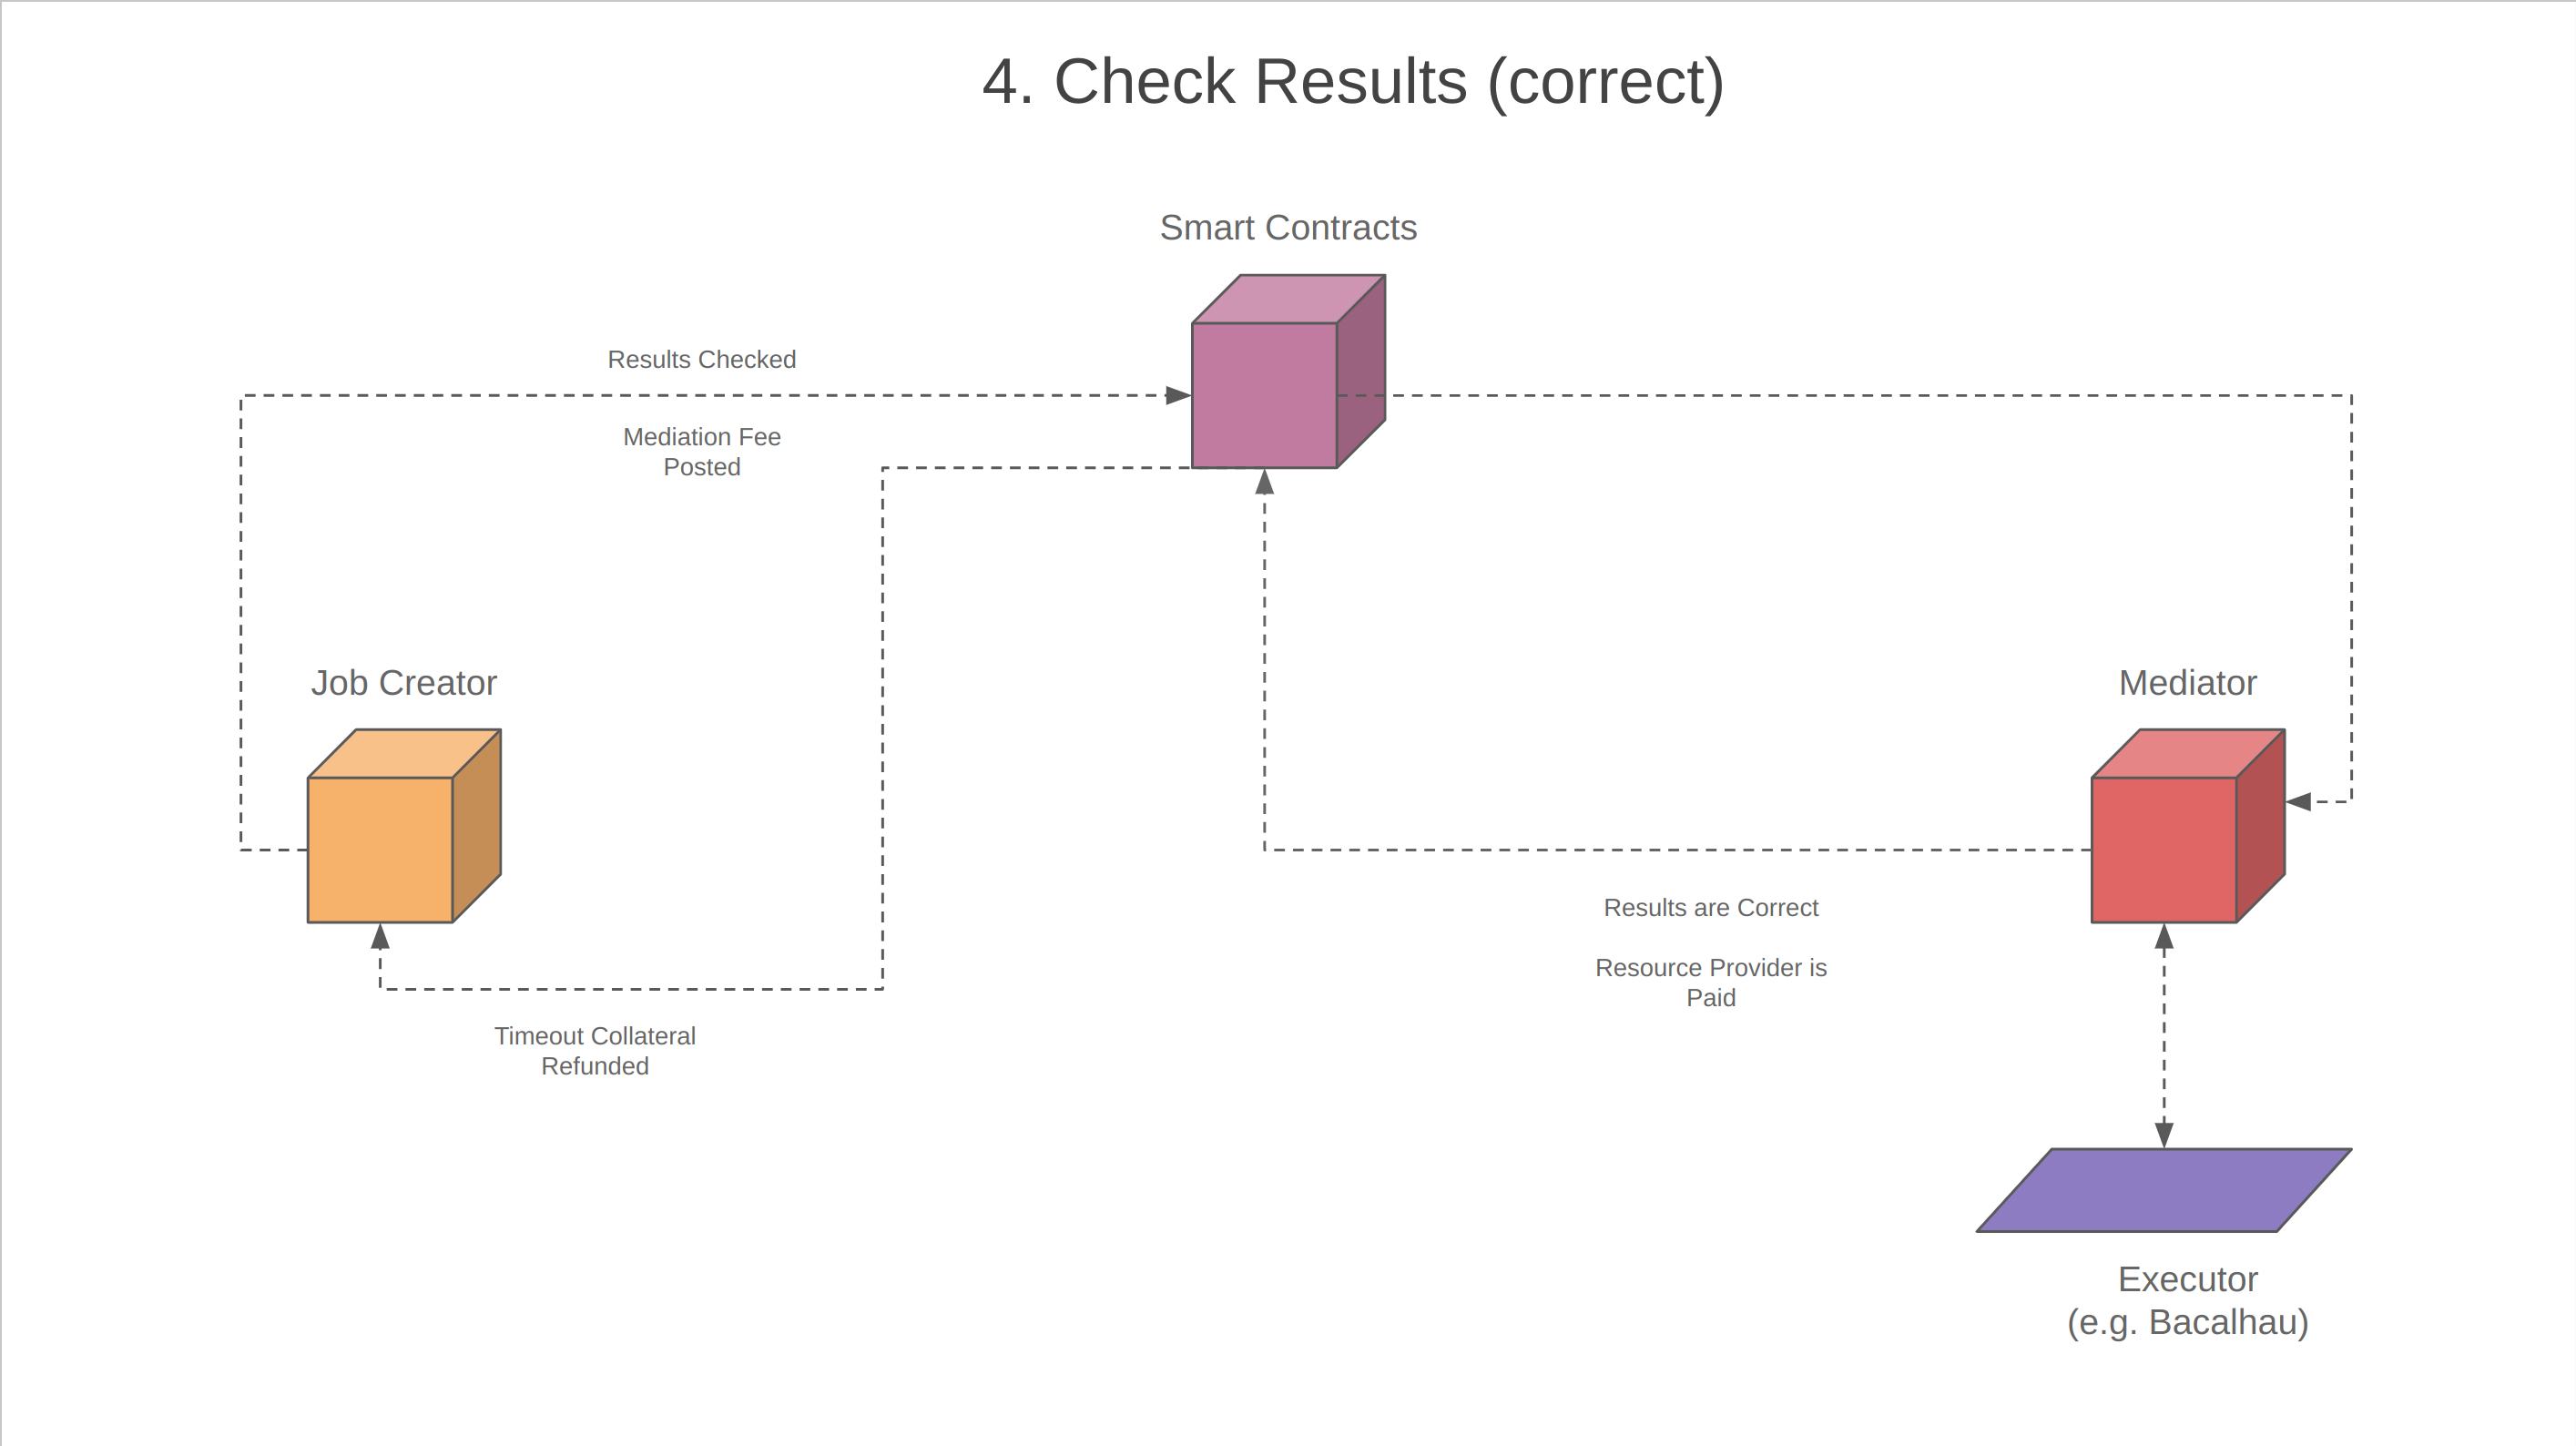 4. Check Results (correct)
Smart Contracts
Results Checked
Mediation Fee
Posted
Job Creator
Mediator
Results are Correct
Resource Provider is
Paid
Timeout Collateral
Refunded
Executor
(e.g. Bacalhau)